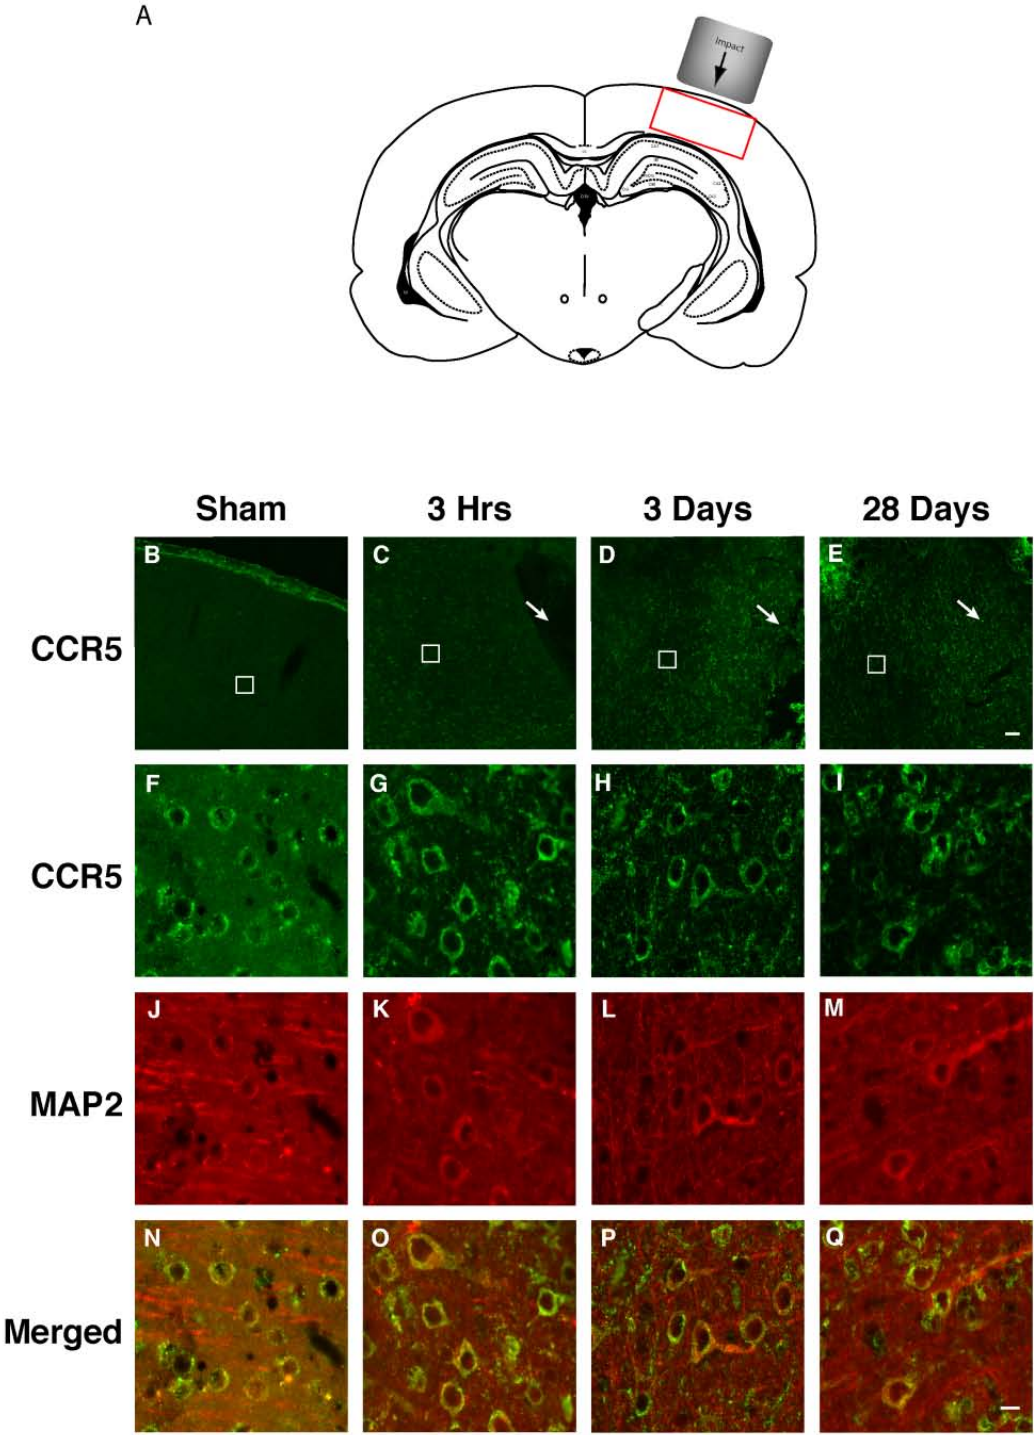 A
Impact
Sham 3 Hrs 3 Days 28 Days
CCR5 B C D E
CCR5 F G H I
MAP2 J K L M
Merged N O P Q